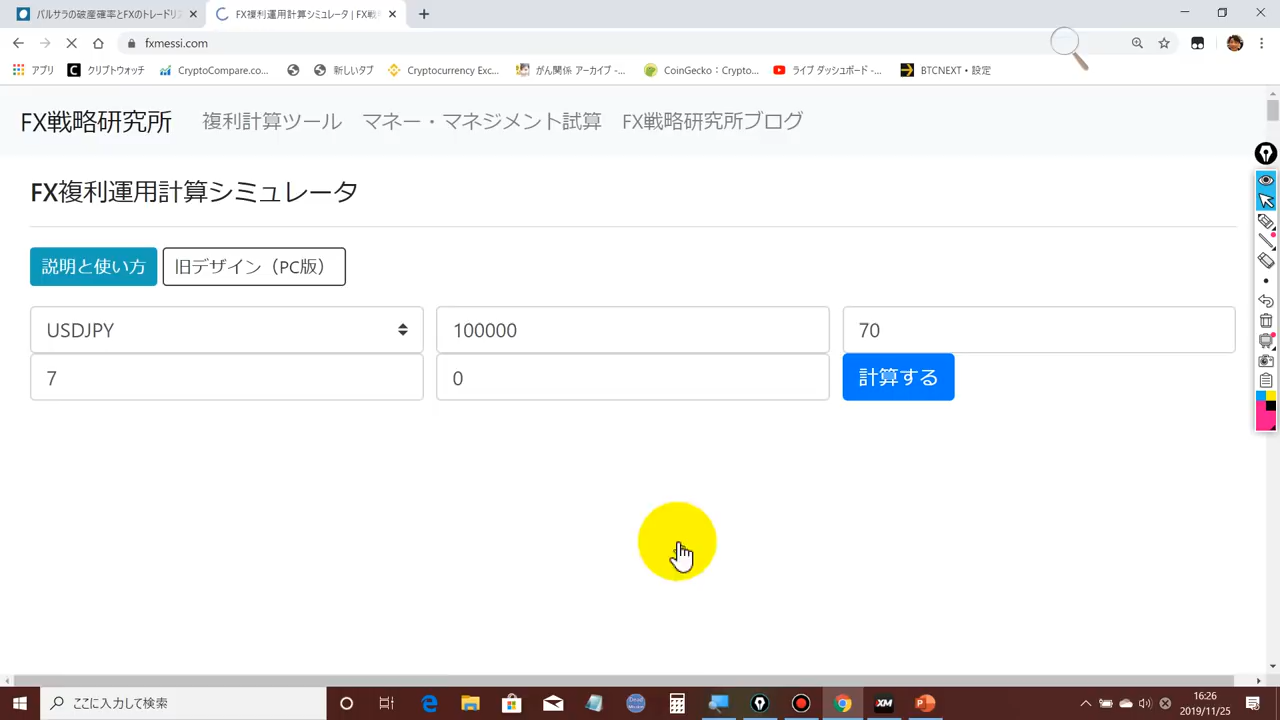 バルサラの破産確率とFXのトレードリス
FX複利運用計算シミュレータ | FX戦
fxmessi.com
アプリ
クリプトウォッチ
CryptoCompare.co...
新しいタブ
Cryptocurrency Exc...
がん関係 アーカイブ -...
CoinGecko：Crypto...
ライブ ダッシュボード -...
BTCNEXT • 設定
FX戦略研究所 複利計算ツール マネー・マネジメント試算 FX戦略研究所ブログ
FX複利運用計算シミュレータ
説明と使い方 旧デザイン（PC版）
USDJPY 100000 70
7 0 計算する
ここに入力して検索
XM
16:26
2019/11/25